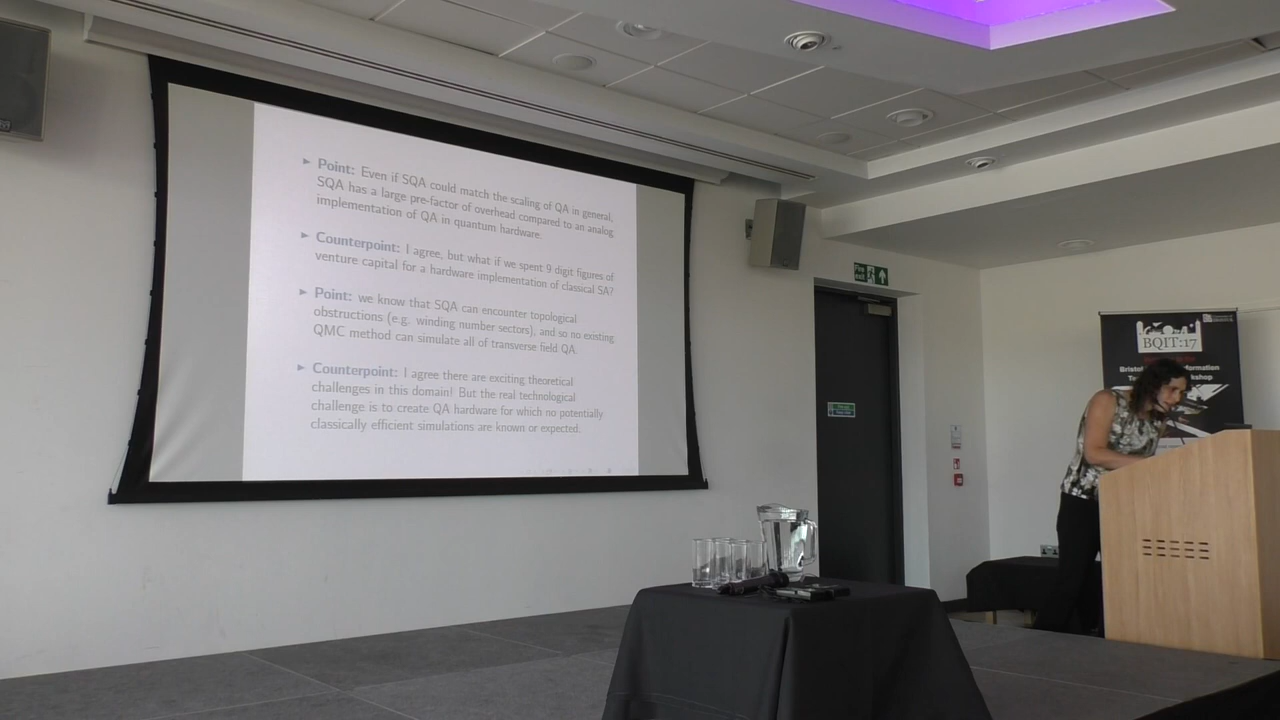 ► Point: Even if SQA could match the scaling of QA in general,
SQA has a large pre-factor of overhead compared to an analog
implementation of QA in quantum hardware.
► Counterpoint: I agree, but what if we spent 9 digit figures of
venture capital for a hardware implementation of classical SA?
► Point: we know that SQA can encounter topological
obstructions (e.g. winding number sectors), and so no existing
QMC method can simulate all of transverse field QA.
► Counterpoint: I agree there are exciting theoretical
challenges in this domain! But the real technological
challenge is to create QA hardware for which no potentially
classically efficient simulations are known or expected.
Fire exit
BQIT:17
Bristol